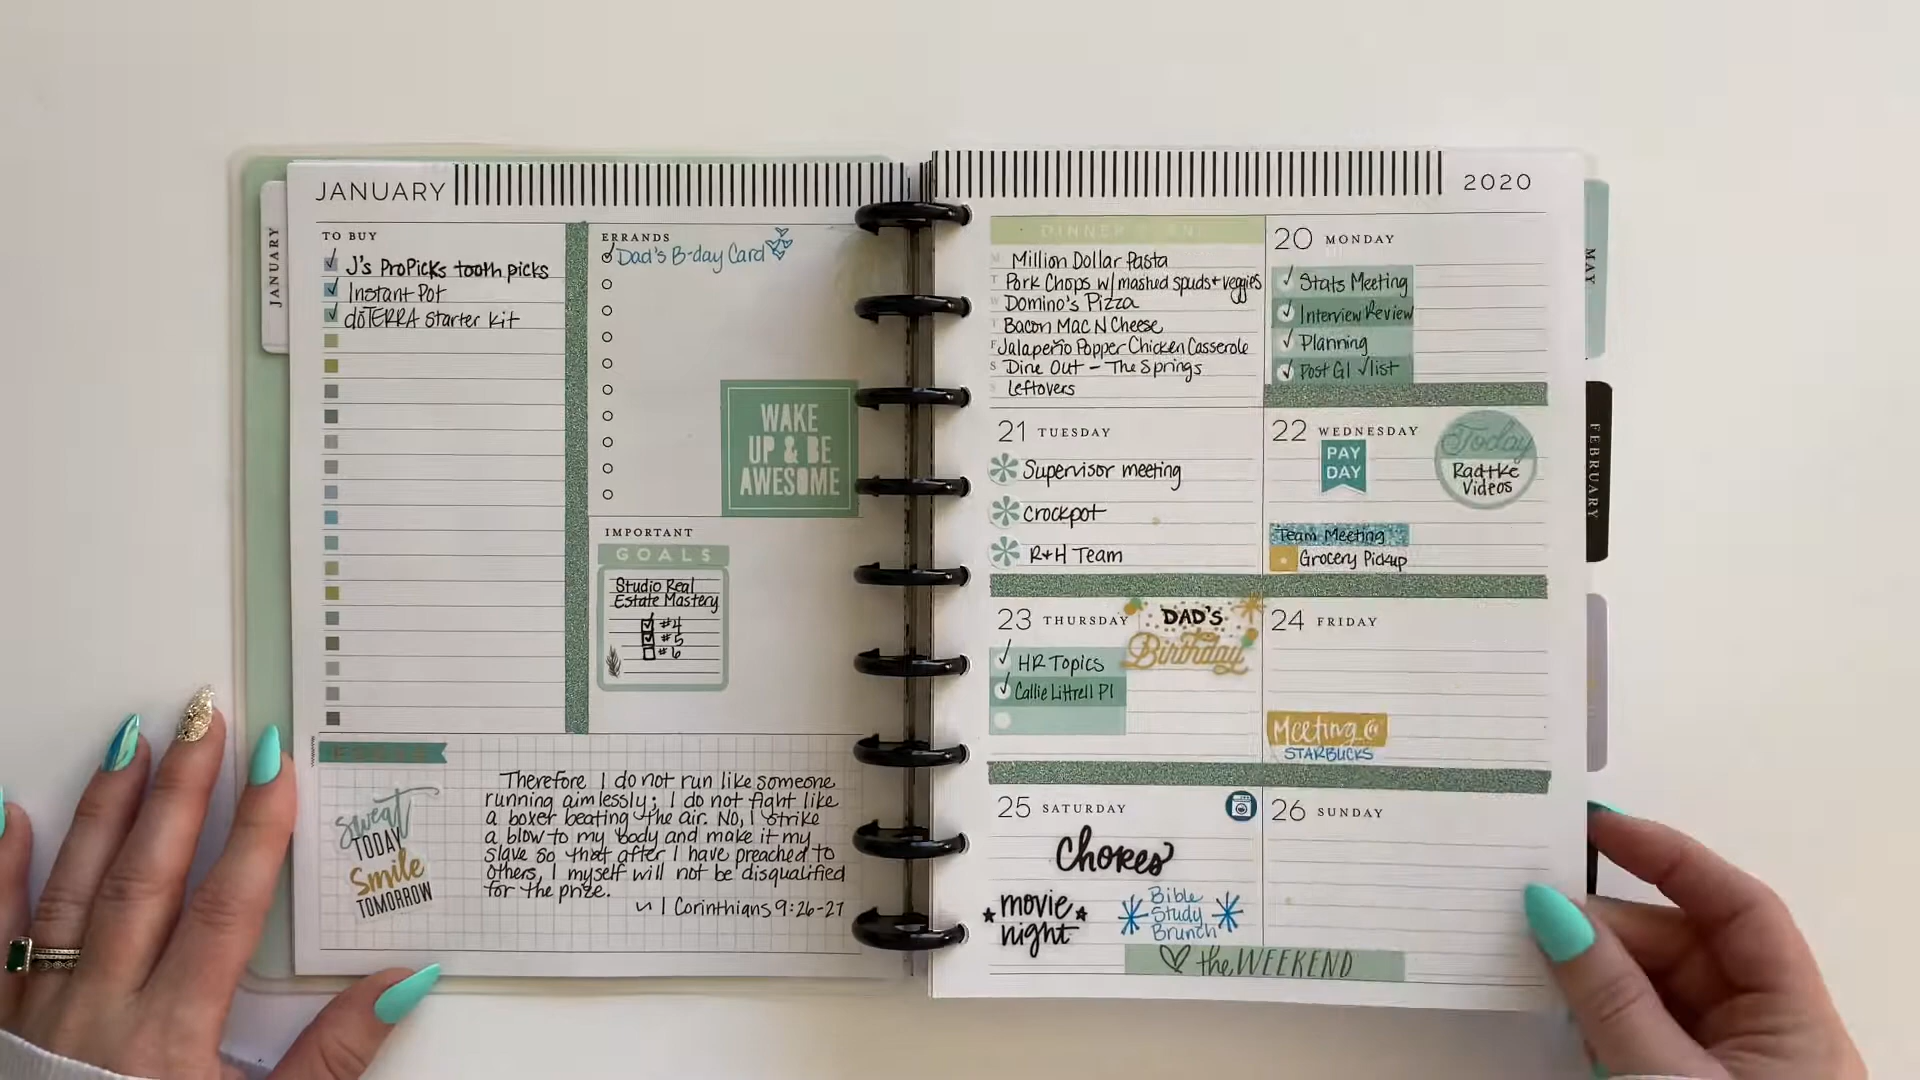 JANUARY
JANUARY
TO BUY
J's ProPicks tooth picks
Instant Pot
dōTERRA Starter Kit
ERRANDS
Dad's B-day Card
WAKE
UP & BE
AWESOME
IMPORTANT
GOALS
Studio Real
Estate Mastery
#4
#5
#6
Sweat
TODAY
Smile
TOMORROW
Therefore I do not run like someone
running aimlessly; I do not fight like
a boxer beating the air. No, I strike
a blow to my body and make it my
slave so that after I have preached to
others, I myself will not be disqualified
for the prize.
~ 1 Corinthians 9:26-27
2020
DINNER
M Million Dollar Pasta
T Pork Chops w/ mashed spuds + veggies
W Domino's Pizza
T Bacon Mac N Cheese
F Jalapeño Popper Chicken Casserole
S Dine Out - The Springs
S Leftovers
20 MONDAY
Stats Meeting
Interview Review
Planning
Post GI √list
21 TUESDAY
Supervisor meeting
Crockpot
R+H Team
22 WEDNESDAY
PAY
DAY
Today
Radtke
Videos
Team Meeting
Grocery Pickup
23 THURSDAY
DAD'S
Birthday
HR Topics
Callie Littrell PI
24 FRIDAY
Meeting @
STARBUCKS
25 SATURDAY
Chores
movie
night
Bible
Study
Brunch
26 SUNDAY
the WEEKEND
MAY
FEBRUARY